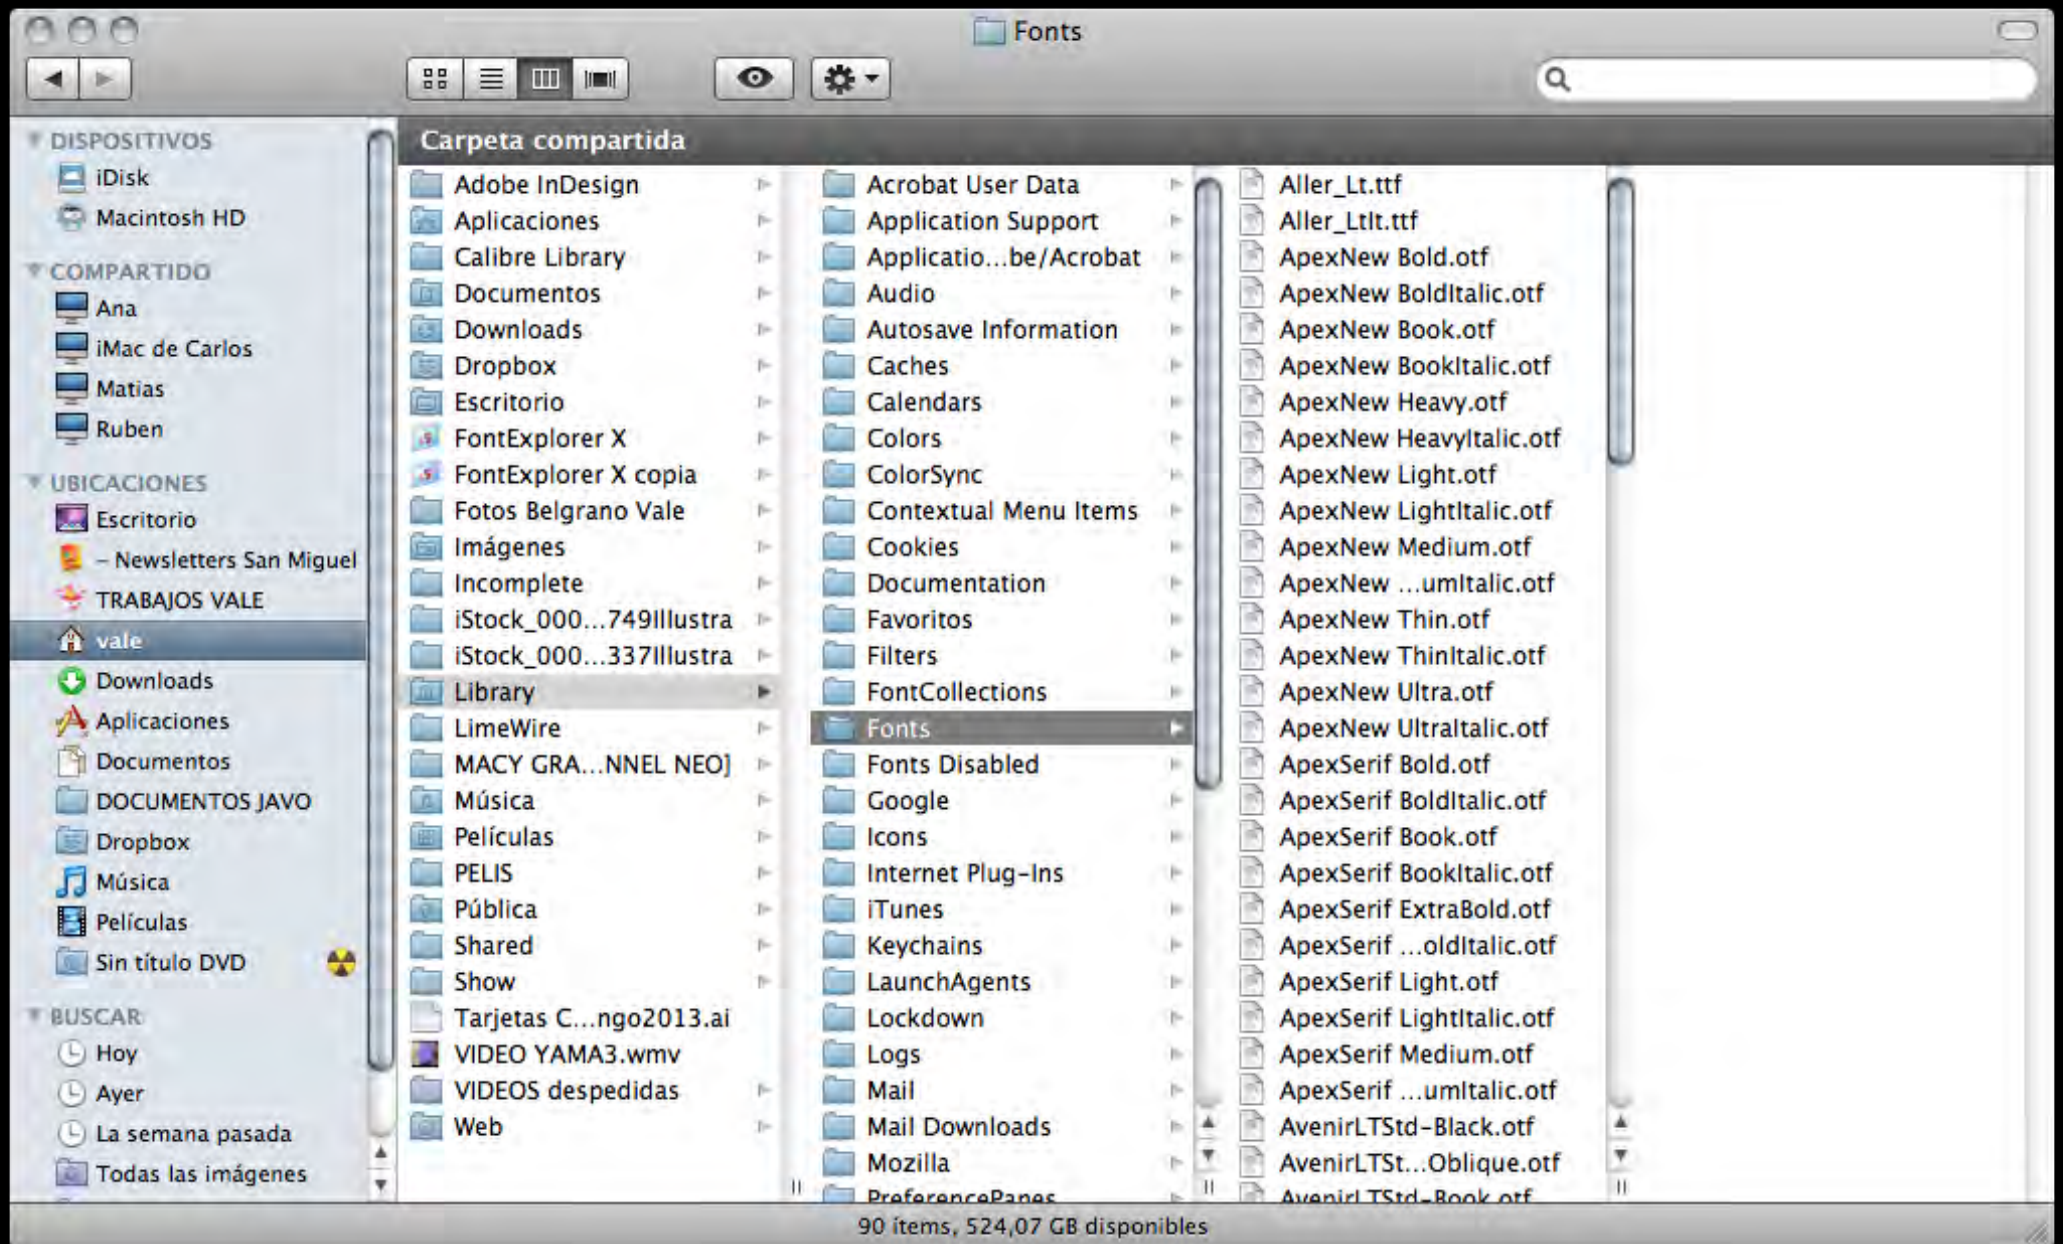 Fonts
DISPOSITIVOS
iDisk
Macintosh HD
COMPARTIDO
Ana
iMac de Carlos
Matias
Ruben
UBICACIONES
Escritorio
– Newsletters San Miguel
TRABAJOS VALE
vale
Downloads
Aplicaciones
Documentos
DOCUMENTOS JAVO
Dropbox
Música
Películas
Sin título DVD
BUSCAR
Hoy
Ayer
La semana pasada
Todas las imágenes
Carpeta compartida
Adobe InDesign
Aplicaciones
Calibre Library
Documentos
Downloads
Dropbox
Escritorio
FontExplorer X
FontExplorer X copia
Fotos Belgrano Vale
Imágenes
Incomplete
iStock_000...749Illustra
iStock_000...337Illustra
Library
LimeWire
MACY GRA...NNEL NEO]
Música
Películas
PELIS
Pública
Shared
Show
Tarjetas C...ngo2013.ai
VIDEO YAMA3.wmv
VIDEOS despedidas
Web
Acrobat User Data
Application Support
Applicatio...be/Acrobat
Audio
Autosave Information
Caches
Calendars
Colors
ColorSync
Contextual Menu Items
Cookies
Documentation
Favoritos
Filters
FontCollections
Fonts
Fonts Disabled
Google
Icons
Internet Plug-Ins
iTunes
Keychains
LaunchAgents
Lockdown
Logs
Mail
Mail Downloads
Mozilla
PreferencePanes
Aller_Lt.ttf
Aller_LtIt.ttf
ApexNew Bold.otf
ApexNew BoldItalic.otf
ApexNew Book.otf
ApexNew BookItalic.otf
ApexNew Heavy.otf
ApexNew HeavyItalic.otf
ApexNew Light.otf
ApexNew LightItalic.otf
ApexNew Medium.otf
ApexNew ...umItalic.otf
ApexNew Thin.otf
ApexNew ThinItalic.otf
ApexNew Ultra.otf
ApexNew UltraItalic.otf
ApexSerif Bold.otf
ApexSerif BoldItalic.otf
ApexSerif Book.otf
ApexSerif BookItalic.otf
ApexSerif ExtraBold.otf
ApexSerif ...oldItalic.otf
ApexSerif Light.otf
ApexSerif LightItalic.otf
ApexSerif Medium.otf
ApexSerif ...umItalic.otf
AvenirLTStd-Black.otf
AvenirLTSt...Oblique.otf
AvenirLTStd-Book.otf
90 ítems, 524,07 GB disponibles